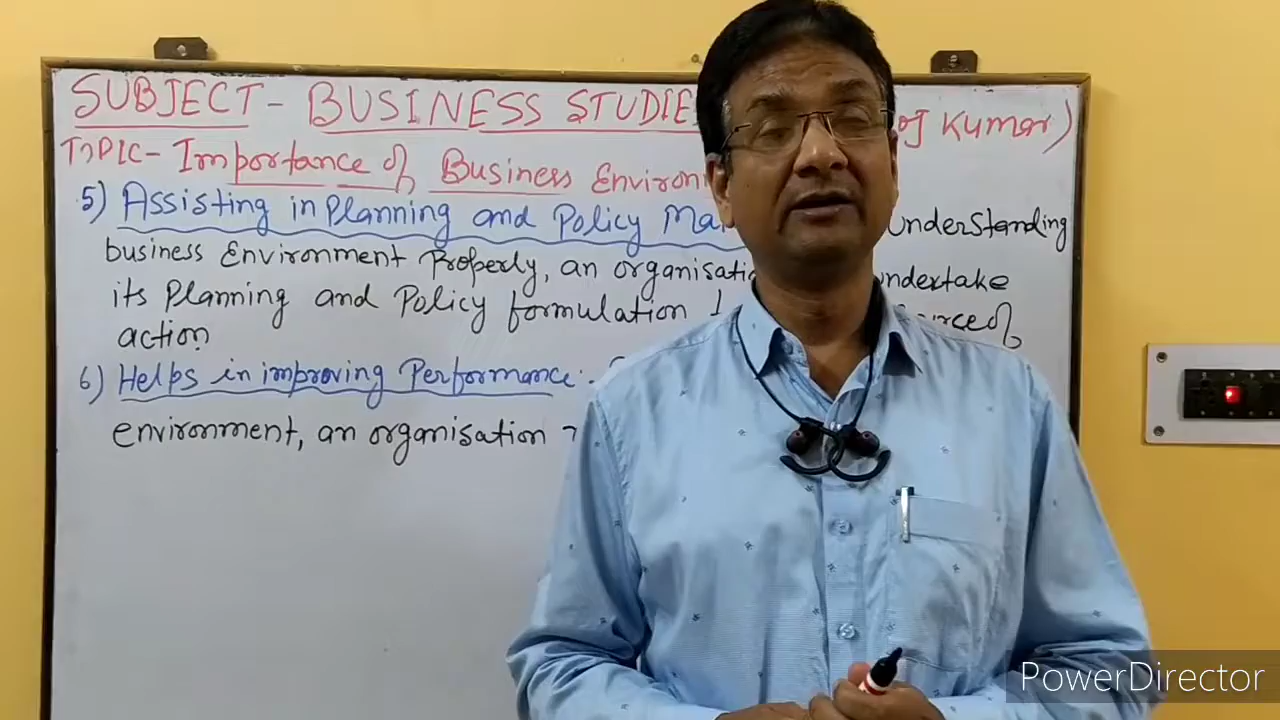 SUBJECT- BUSINESS STUDIE
oj Kumar)
TOPIC- Importance of Business Environ
5) Assisting in Planning and Policy Ma understanding
business Environment Properly, an organisatio undertake
its Planning and Policy formulation of
action
6) Helps in improving Performance:-
environment, an organisation
PowerDirector